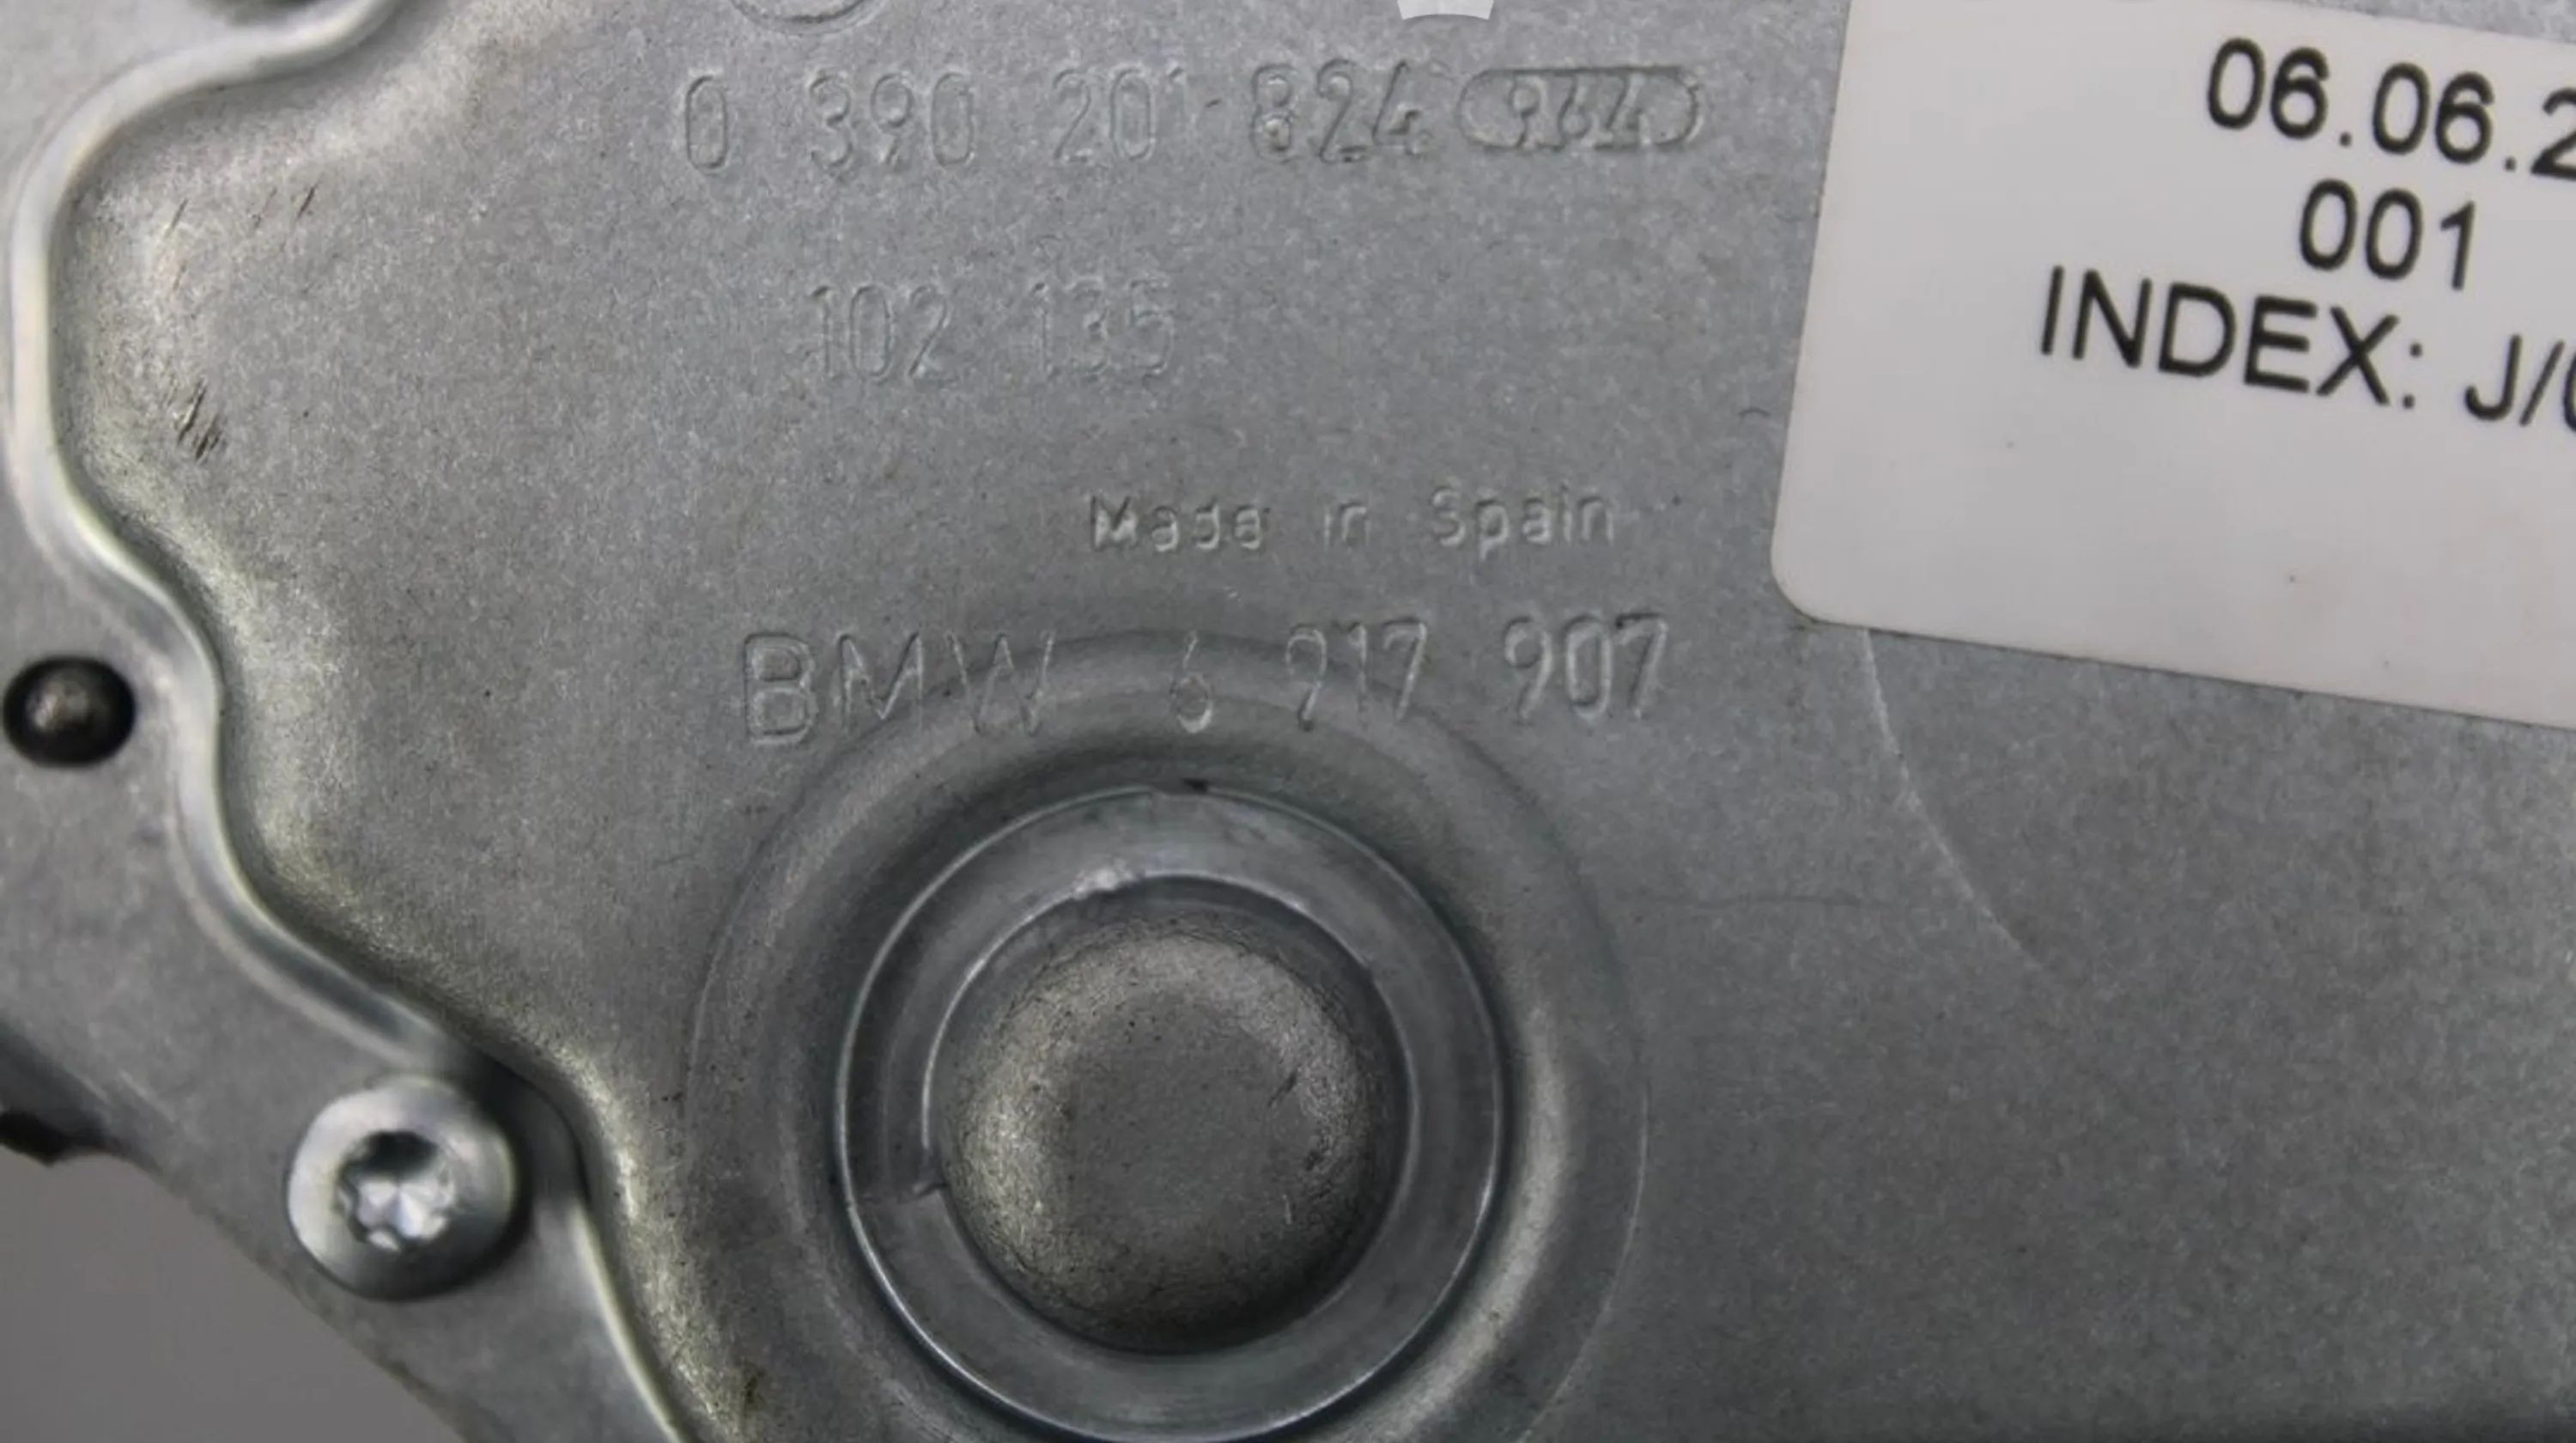 0 390 201 824
102 135
Made in Spain
BMW 6 917 907
06.06.2
001
INDEX: J/